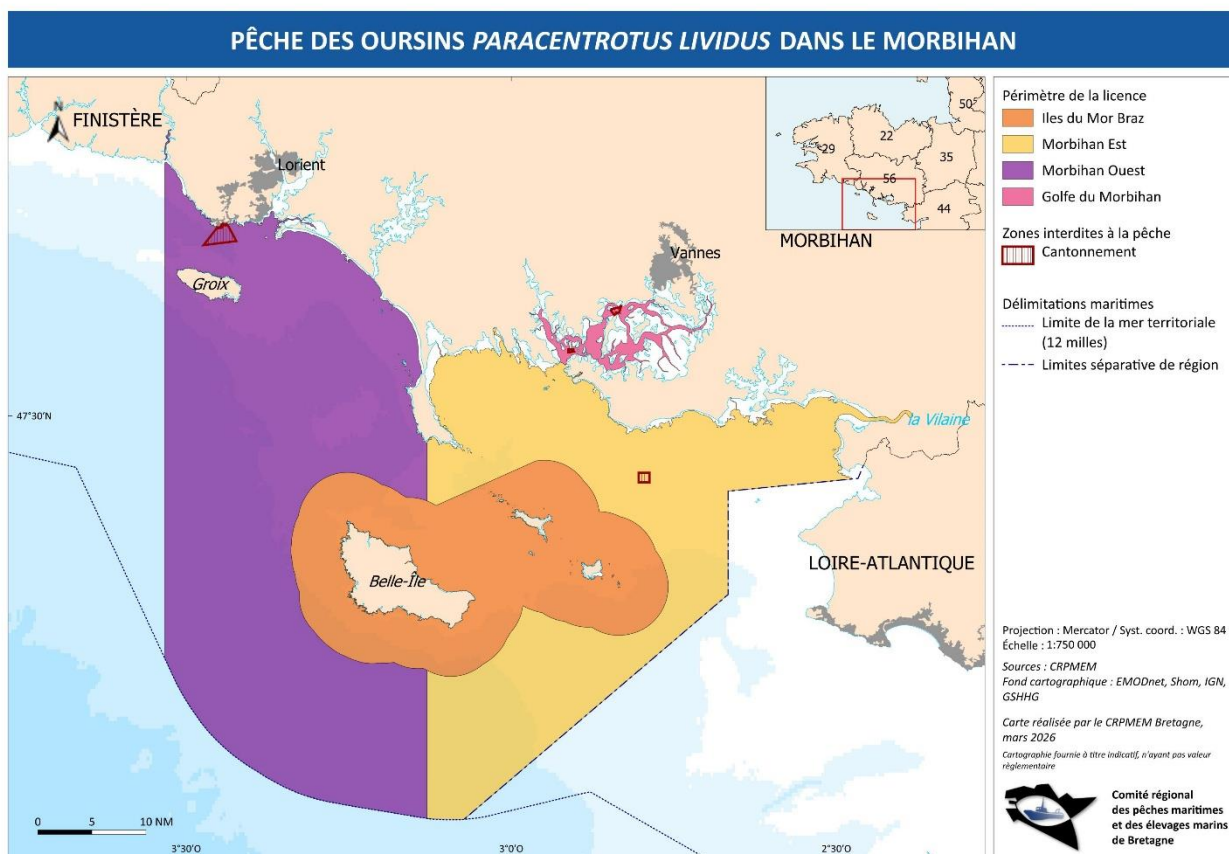 PÊCHE DES OURSINS PARACENTROTUS LIVIDUS DANS LE MORBIHAN
N
FINISTÈRE
Lorient
Groix
Vannes
MORBIHAN
50
22
29
35
56
44
47°30'N
la Vilaine
Belle-Île
LOIRE-ATLANTIQUE
0 5 10 NM
3°30'O
3°0'O
2°30'O
Périmètre de la licence
Iles du Mor Braz
Morbihan Est
Morbihan Ouest
Golfe du Morbihan
Zones interdites à la pêche
Cantonnement
Délimitations maritimes
Limite de la mer territoriale
(12 milles)
Limites séparative de région
Projection : Mercator / Syst. coord. : WGS 84
Échelle : 1:750 000
Sources : CRPMEM
Fond cartographique : EMODnet, Shom, IGN,
GSHHG
Carte réalisée par le CRPMEM Bretagne,
mars 2026
Cartographie fournie à titre indicatif, n'ayant pas valeur
règlementaire
Comité régional
des pêches maritimes
et des élevages marins
de Bretagne